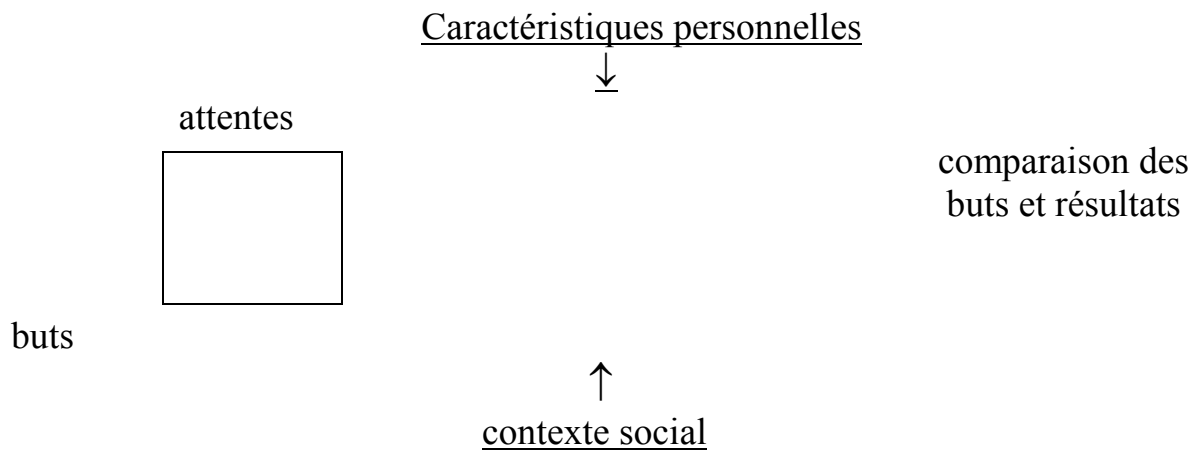 Caractéristiques personnelles
↓
attentes
comparaison des
buts et résultats
buts
↑
contexte social